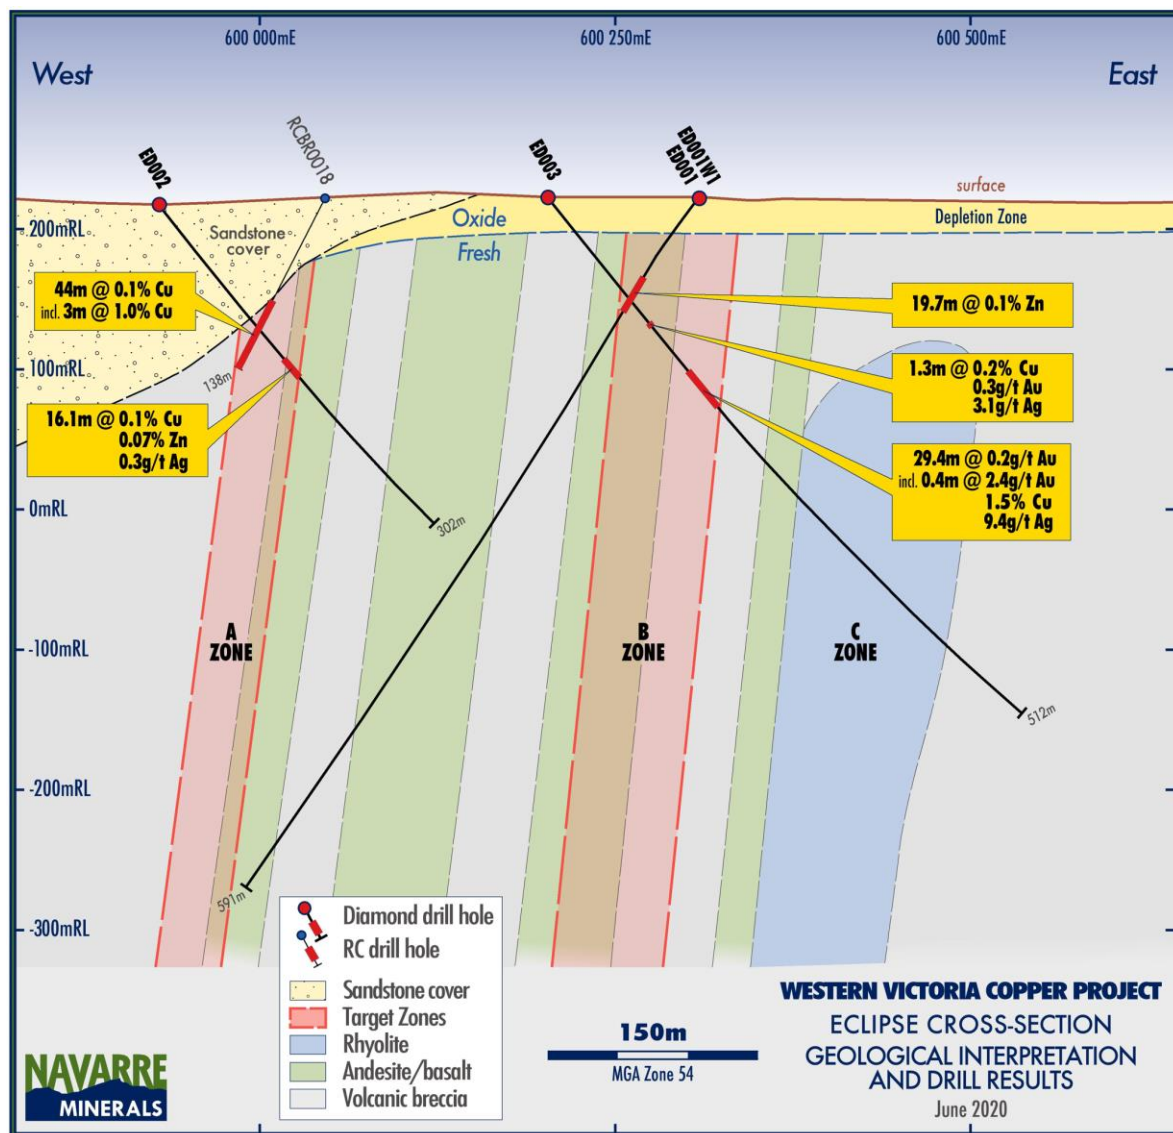 600 000mE
600 250mE
600 500mE
West
East
ED002
RCBR0018
ED003
ED001W1
ED001
surface
Sandstone
cover
Oxide
Fresh
Depletion Zone
200mRL
100mRL
0mRL
-100mRL
-200mRL
-300mRL
44m @ 0.1% Cu
incl. 3m @ 1.0% Cu
138m
16.1m @ 0.1% Cu
0.07% Zn
0.3g/t Ag
19.7m @ 0.1% Zn
1.3m @ 0.2% Cu
0.3g/t Au
3.1g/t Ag
29.4m @ 0.2g/t Au
incl. 0.4m @ 2.4g/t Au
1.5% Cu
9.4g/t Ag
302m
A
ZONE
B
ZONE
C
ZONE
512m
591m
Diamond drill hole
RC drill hole
Sandstone cover
Target Zones
Rhyolite
Andesite/basalt
Volcanic breccia
150m
MGA Zone 54
WESTERN VICTORIA COPPER PROJECT
ECLIPSE CROSS-SECTION
GEOLOGICAL INTERPRETATION
AND DRILL RESULTS
June 2020
NAVARRE
MINERALS